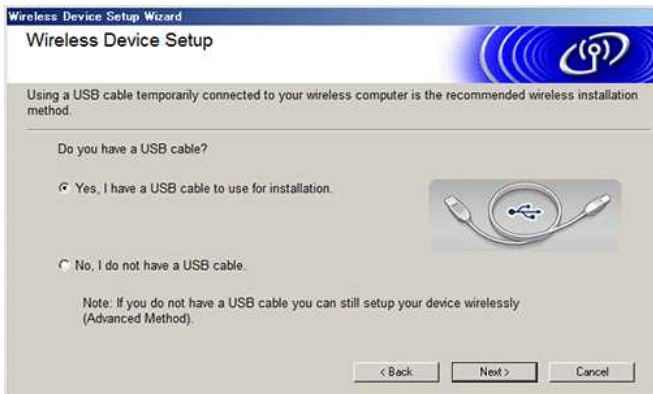 Wireless Device Setup Wizard
Wireless Device Setup
Using a USB cable temporarily connected to your wireless computer is the recommended wireless installation
method.
Do you have a USB cable?
Yes, I have a USB cable to use for installation.
No, I do not have a USB cable.
Note: If you do not have a USB cable you can still setup your device wirelessly
(Advanced Method).
< Back Next > Cancel